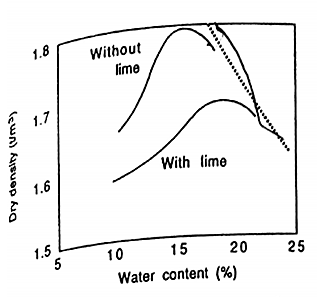 1.8
Without
lime
1.7
With lime
1.6
1.5
5
10
15
20
25
Dry density (t/m³)
Water content (%)